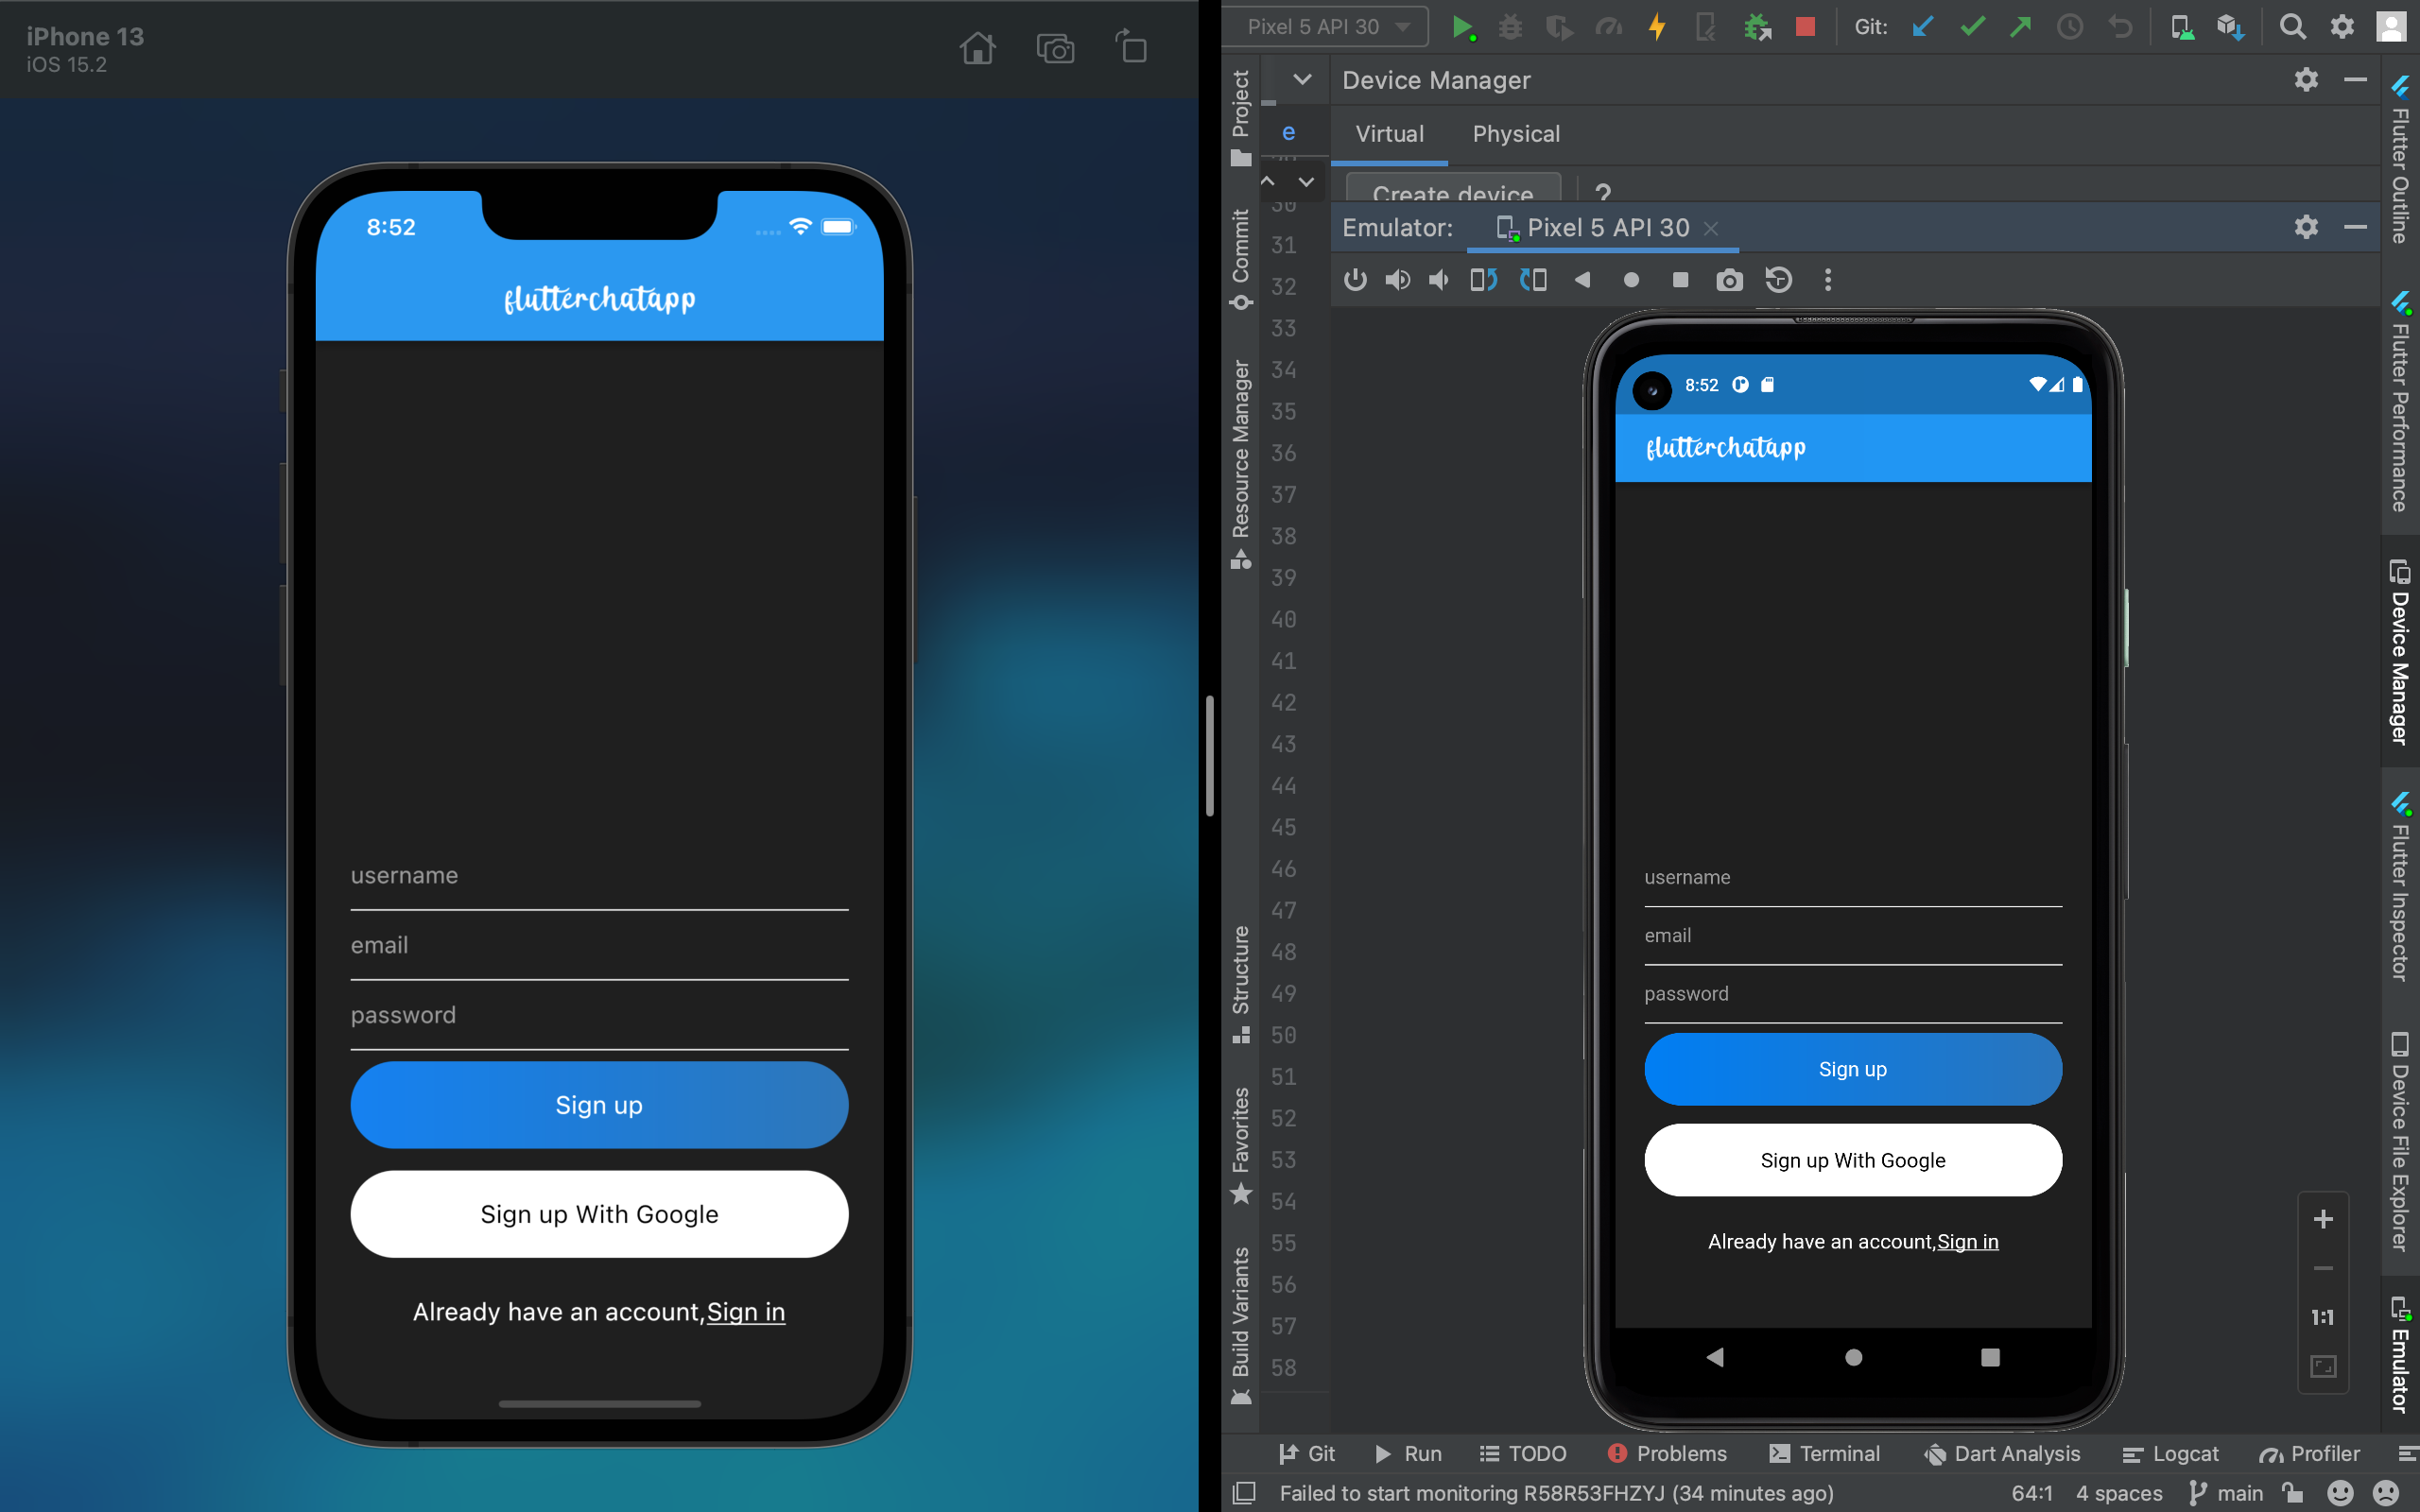 iPhone 13
iOS 15.2
8:52
flutterchatapp
username
email
password
Sign up
Sign up With Google
Already have an account,Sign in
Pixel 5 API 30
Git:
Device Manager
Virtual
Physical
Create device
?
Emulator:
Pixel 5 API 30
8:52
flutterchatapp
username
email
password
Sign up
Sign up With Google
Already have an account,Sign in
1:1
Project
Commit
Resource Manager
Structure
Favorites
Build Variants
e
30
31
32
33
34
35
36
37
38
39
40
41
42
43
44
45
46
47
48
49
50
51
52
53
54
55
56
57
58
Flutter Outline
Flutter Performance
Device Manager
Flutter Inspector
Device File Explorer
Emulator
Git
Run
TODO
Problems
Terminal
Dart Analysis
Logcat
Profiler
Failed to start monitoring R58R53FHZYJ (34 minutes ago)
64:1
4 spaces
main